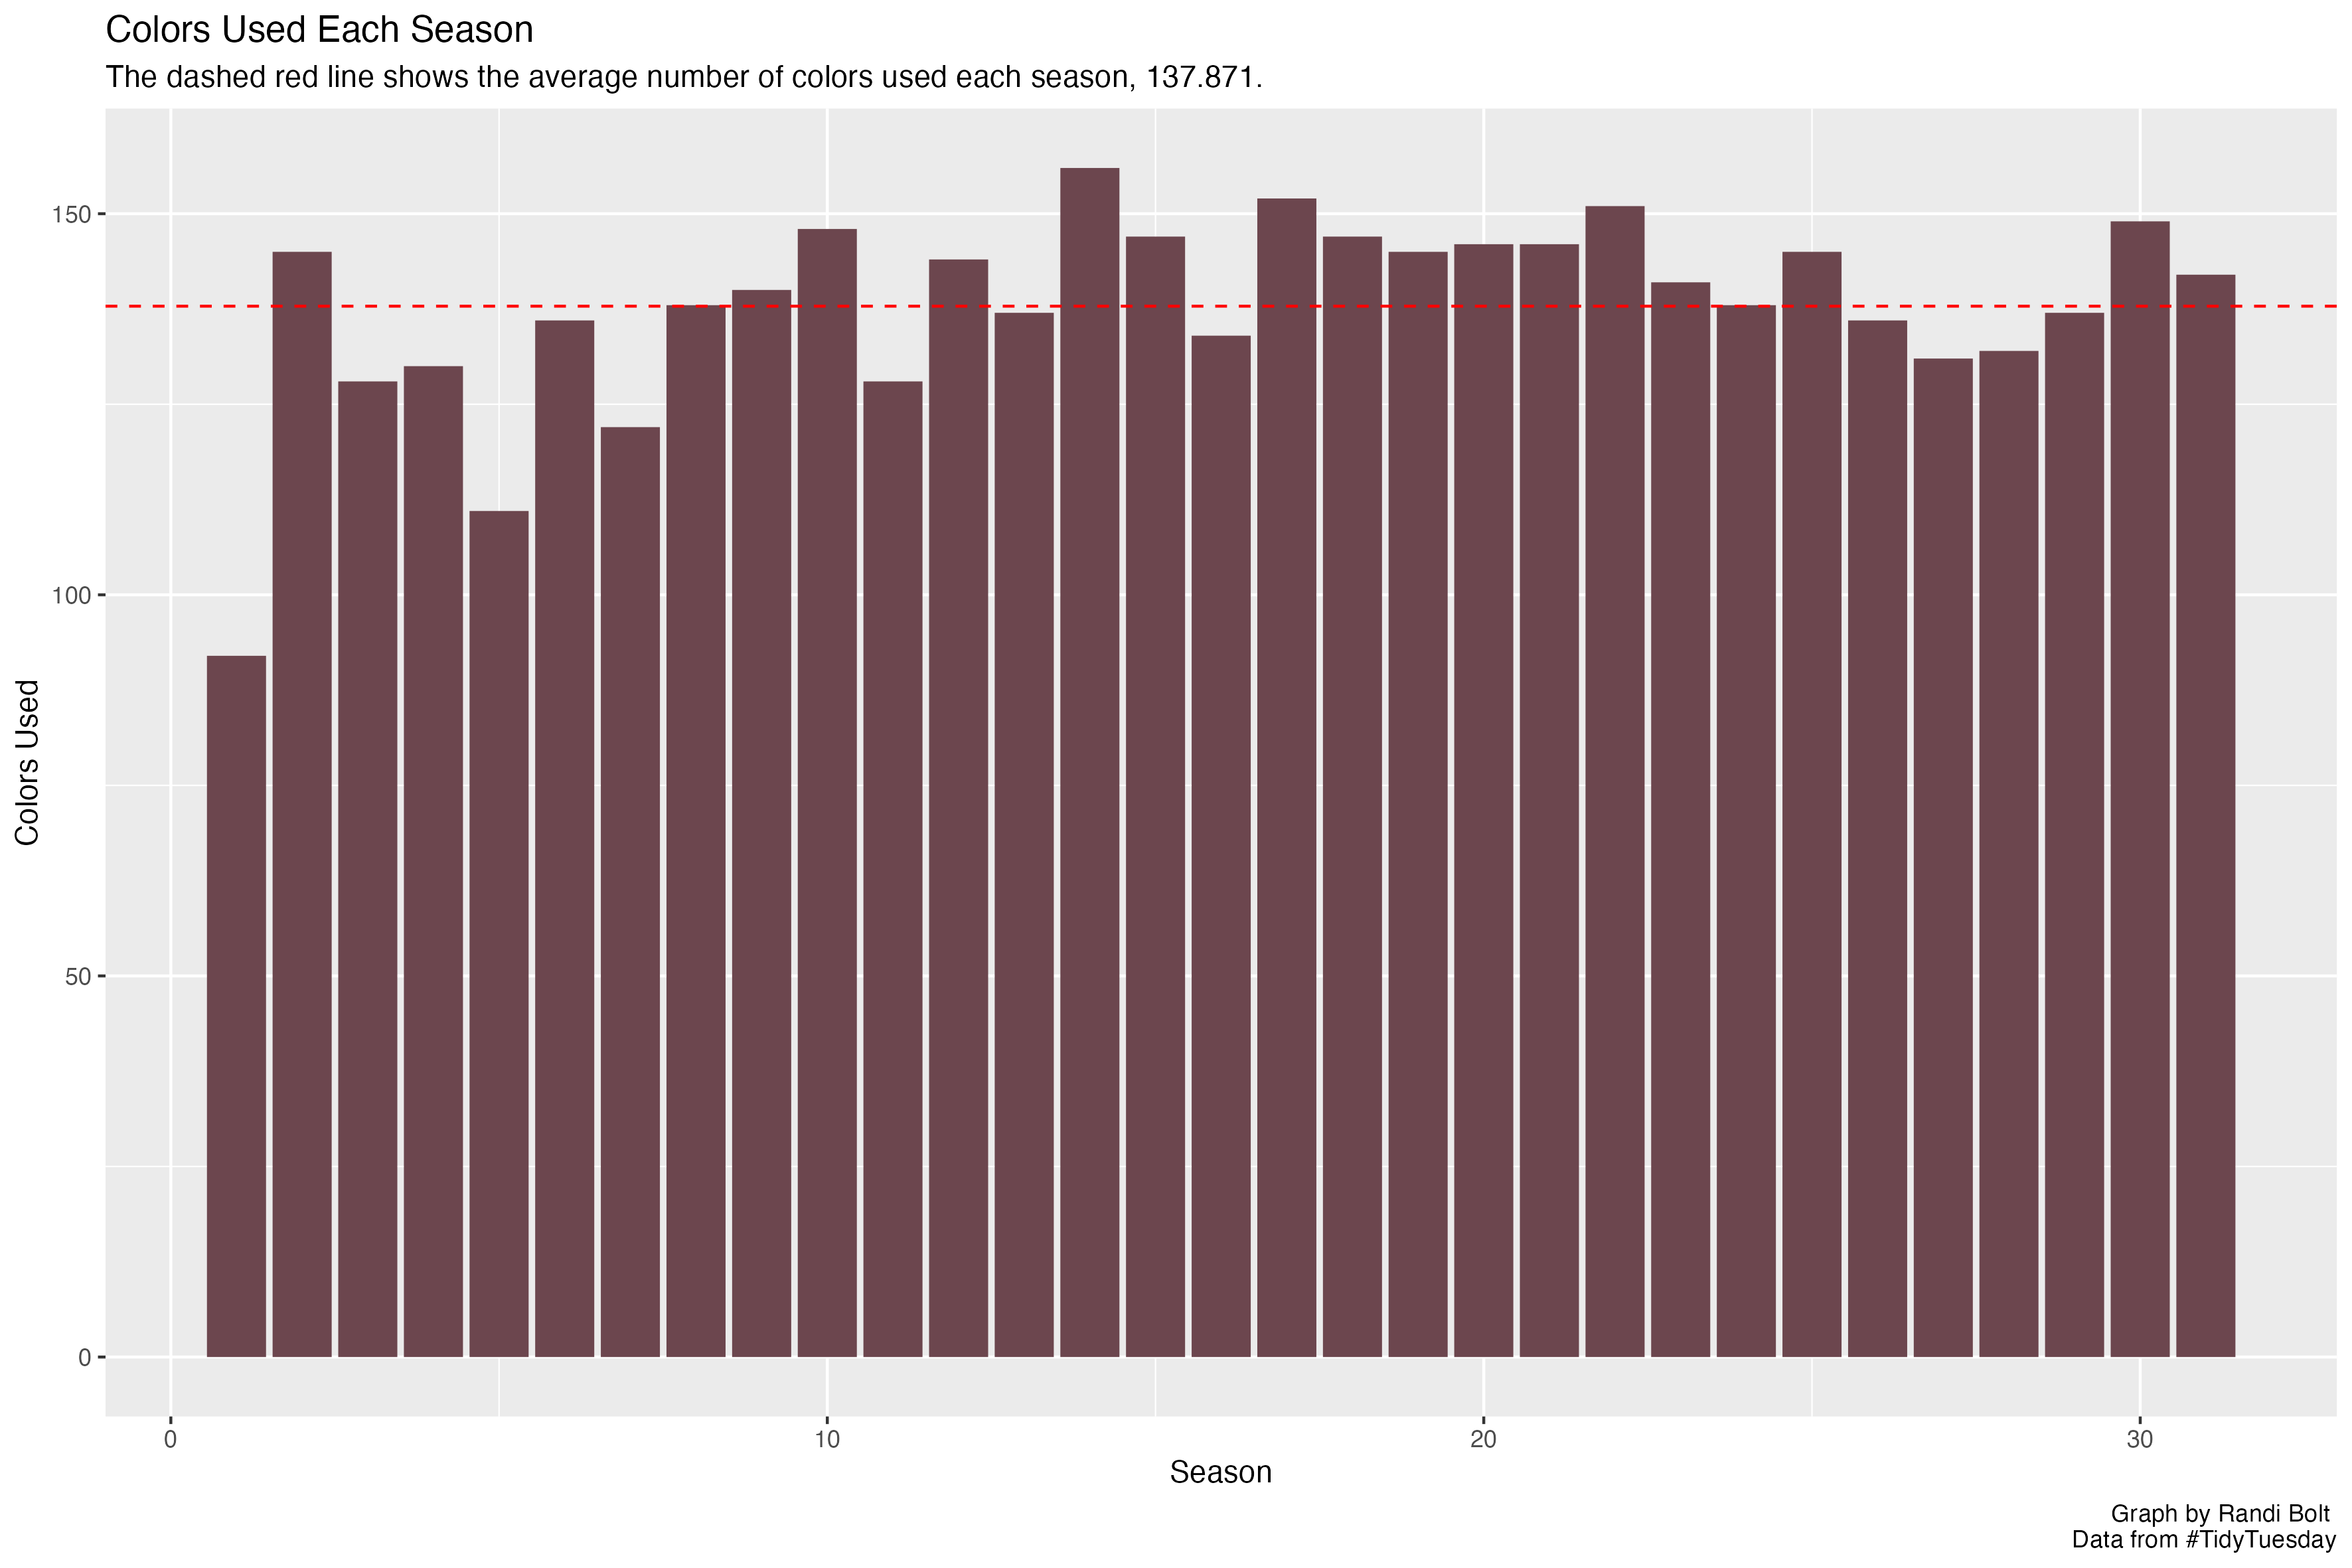 Colors Used Each Season
The dashed red line shows the average number of colors used each season, 137.871.
150
100
50
0
Colors Used
0 10 20 30
Season
Graph by Randi Bolt
Data from #TidyTuesday